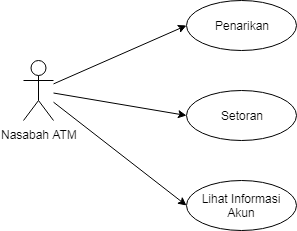 Penarikan
Setoran
Nasabah ATM
Lihat Informasi
Akun